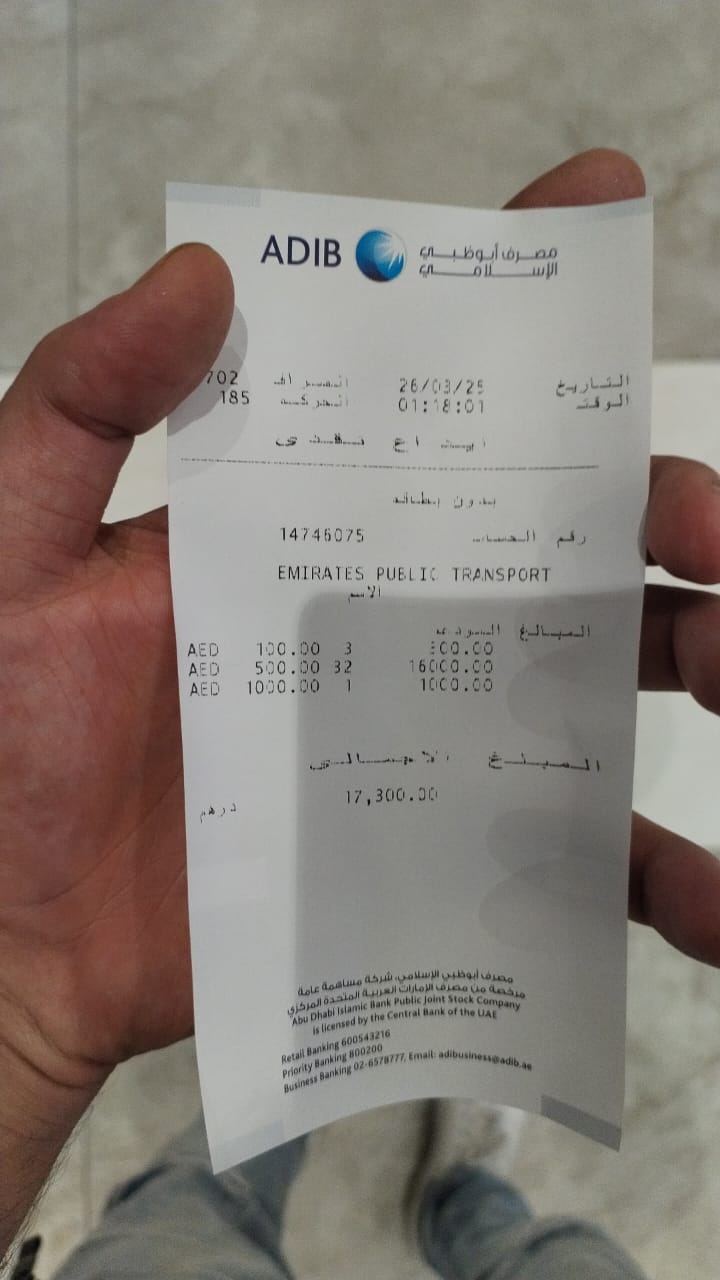 ADIB مصرف أبوظبي الإسلامي
التاريخ 26/03/25 الصراف 702
الوقت 01:18:01 الحركة 185
ايداع نقدي
بدون بطاقة
رقم الحساب 14746075
EMIRATES PUBLIC TRANSPORT
الاسم
المبالغ المودعة
AED 100.00 3 300.00
AED 500.00 32 16000.00
AED 1000.00 1 1000.00
المبلغ الاجمالي
17,300.00
درهم
مصرف أبوظبي الإسلامي، شركة مساهمة عامة
مرخصة من مصرف الإمارات العربية المتحدة المركزي
Abu Dhabi Islamic Bank Public Joint Stock Company
is licensed by the Central Bank of the UAE
Retail Banking 600543216
Priority Banking 800200
Business Banking 02-6578777, Email: adibusiness@adib.ae